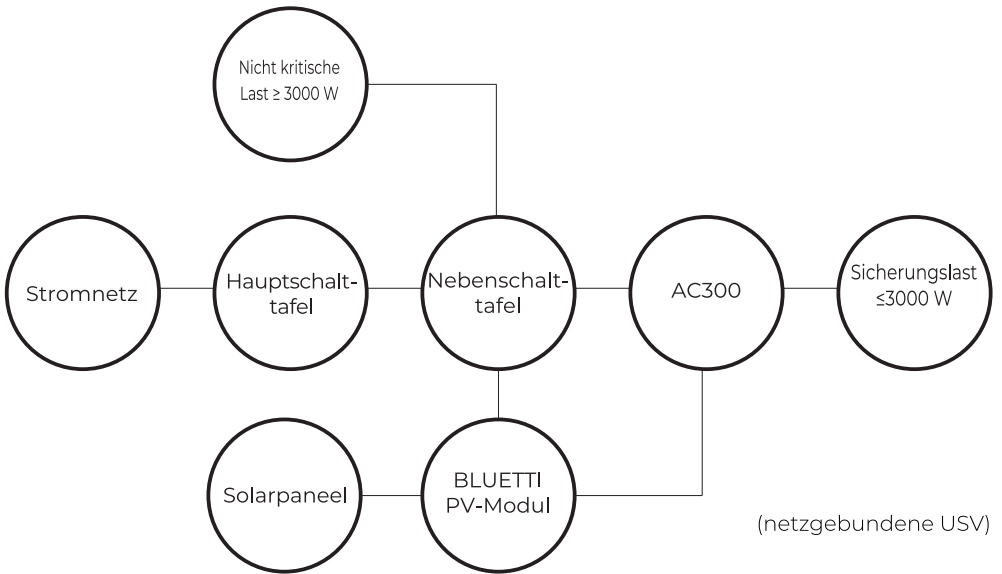 Nicht kritische
Last ≥ 3000 W
Stromnetz
Hauptschalt-
tafel
Nebenschalt-
tafel
AC300
Sicherungslast
≤3000 W
Solarpaneel
BLUETTI
PV-Modul
(netzgebundene USV)